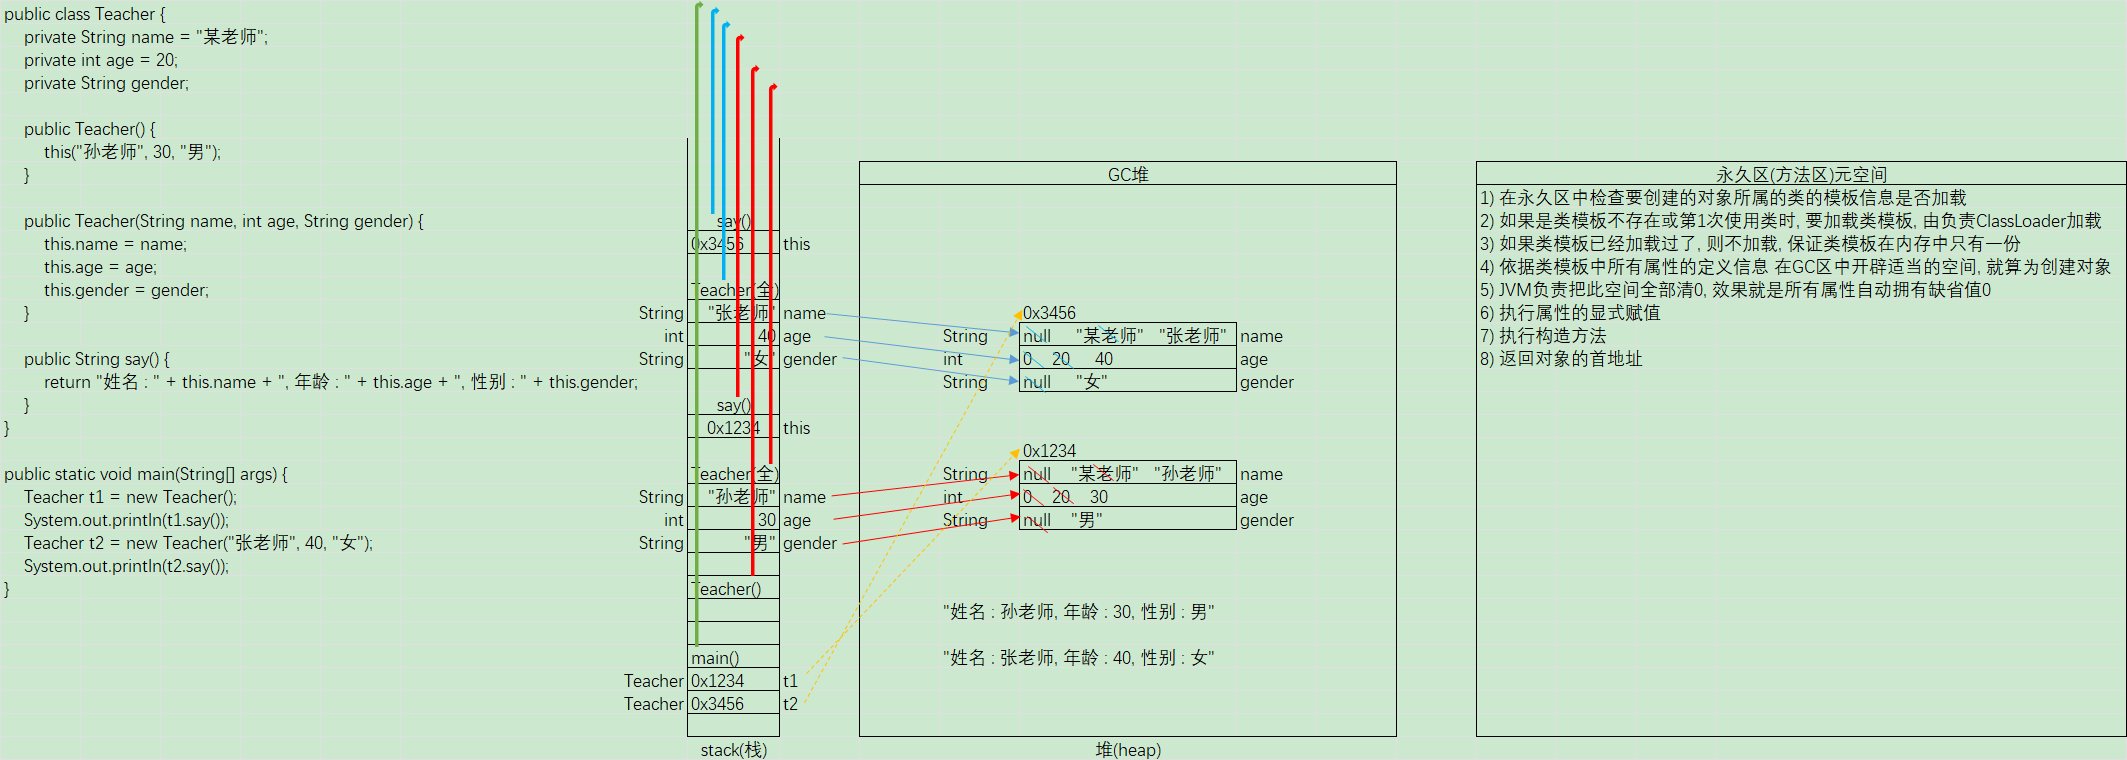 public class Teacher {
private String name = "某老师";
private int age = 20;
private String gender;
public Teacher() {
this("孙老师", 30, "男");
}
public Teacher(String name, int age, String gender) {
this.name = name;
this.age = age;
this.gender = gender;
}
public String say() {
return "姓名 : " + this.name + ", 年龄 : " + this.age + ", 性别 : " + this.gender;
}
}
public static void main(String[] args) {
Teacher t1 = new Teacher();
System.out.println(t1.say());
Teacher t2 = new Teacher("张老师", 40, "女");
System.out.println(t2.say());
}
say()
0x3456 this
Teacher(全)
String "张老师" name
int 40 age
String "女" gender
say()
0x1234 this
Teacher(全)
String "孙老师" name
int 30 age
String "男" gender
Teacher()
main()
Teacher 0x1234 t1
Teacher 0x3456 t2
stack(栈)
GC堆
0x3456
String null "某老师" "张老师" name
int 0 20 40 age
String null "女" gender
0x1234
String null "某老师" "孙老师" name
int 0 20 30 age
String null "男" gender
"姓名 : 孙老师, 年龄 : 30, 性别 : 男"
"姓名 : 张老师, 年龄 : 40, 性别 : 女"
堆(heap)
永久区(方法区)元空间
1) 在永久区中检查要创建的对象所属的类的模板信息是否加载
2) 如果是类模板不存在或第1次使用类时, 要加载类模板, 由负责ClassLoader加载
3) 如果类模板已经加载过了, 则不加载, 保证类模板在内存中只有一份
4) 依据类模板中所有属性的定义信息 在GC区中开辟适当的空间, 就算为创建对象
5) JVM负责把此空间全部清0, 效果就是所有属性自动拥有缺省值0
6) 执行属性的显式赋值
7) 执行构造方法
8) 返回对象的首地址